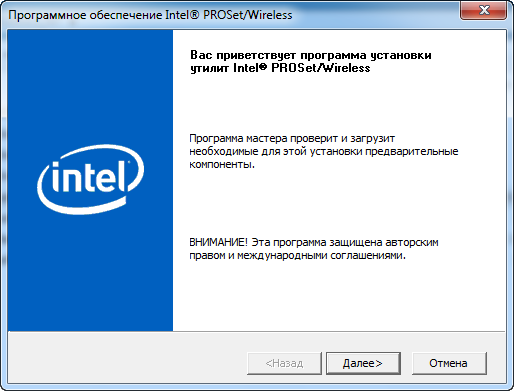 Программное обеспечение Intel® PROSet/Wireless
Вас приветствует программа установки
утилит Intel® PROSet/Wireless
Программа мастера проверит и загрузит
необходимые для этой установки предварительные
компоненты.
intel
ВНИМАНИЕ! Эта программа защищена авторским
правом и международными соглашениями.
<Назад
Далее>
Отмена